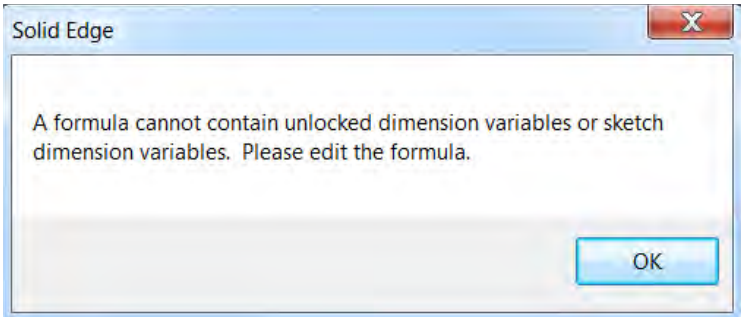 Solid Edge
A formula cannot contain unlocked dimension variables or sketch
dimension variables.  Please edit the formula.
OK